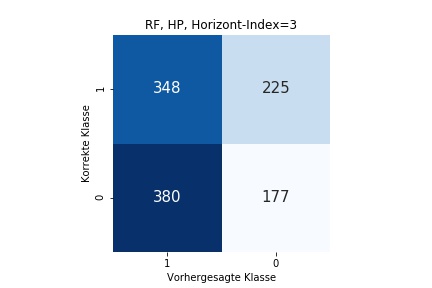 RF, HP, Horizont-Index=3
Korrekte Klasse
1
348
225
0
380
177
1
0
Vorhergesagte Klasse